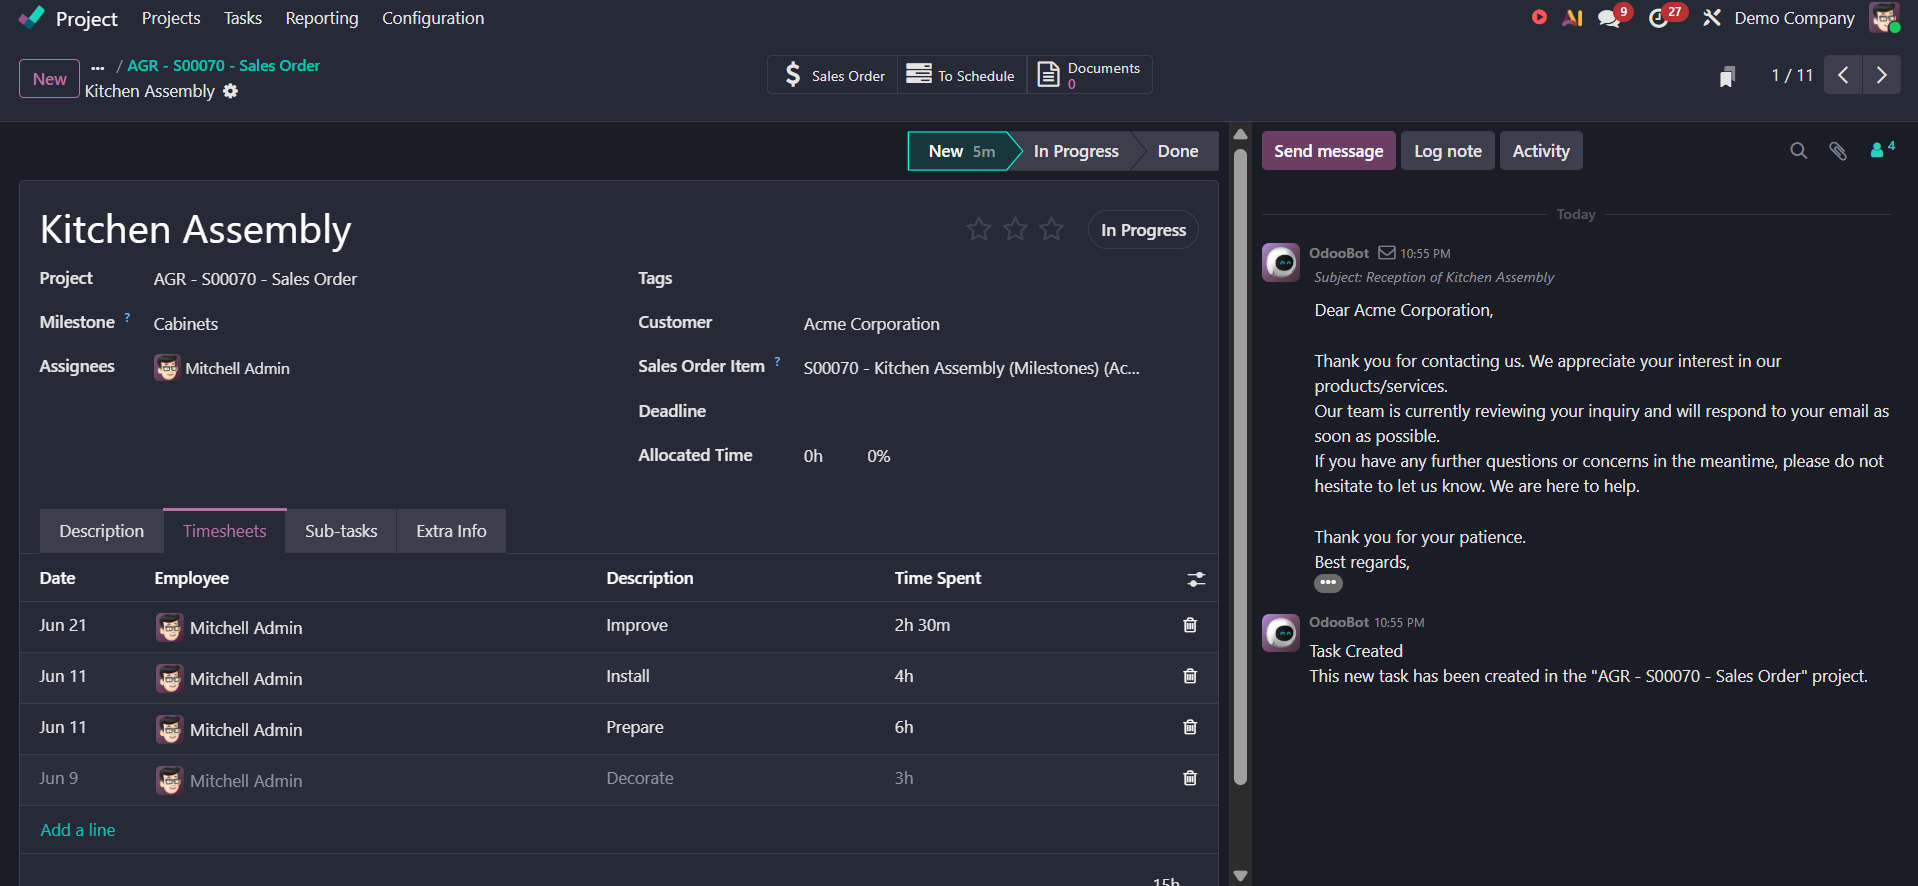 Project Projects Tasks Reporting Configuration AI 9 27 Demo Company
New ... / AGR - S00070 - Sales Order
Kitchen Assembly
$ Sales Order To Schedule Documents
0
1 / 11
New 5m In Progress Done
Send message Log note Activity 4
Kitchen Assembly In Progress
Project AGR - S00070 - Sales Order
Milestone ? Cabinets
Assignees Mitchell Admin
Tags
Customer Acme Corporation
Sales Order Item ? S00070 - Kitchen Assembly (Milestones) (Ac...
Deadline
Allocated Time 0h 0%
Description Timesheets Sub-tasks Extra Info
Date Employee Description Time Spent
Jun 21 Mitchell Admin Improve 2h 30m
Jun 11 Mitchell Admin Install 4h
Jun 11 Mitchell Admin Prepare 6h
Jun 9 Mitchell Admin Decorate 3h
Add a line
15h
Today
OdooBot 10:55 PM
Subject: Reception of Kitchen Assembly
Dear Acme Corporation,
Thank you for contacting us. We appreciate your interest in our
products/services.
Our team is currently reviewing your inquiry and will respond to your email as
soon as possible.
If you have any further questions or concerns in the meantime, please do not
hesitate to let us know. We are here to help.
Thank you for your patience.
Best regards,
...
OdooBot 10:55 PM
Task Created
This new task has been created in the "AGR - S00070 - Sales Order" project.